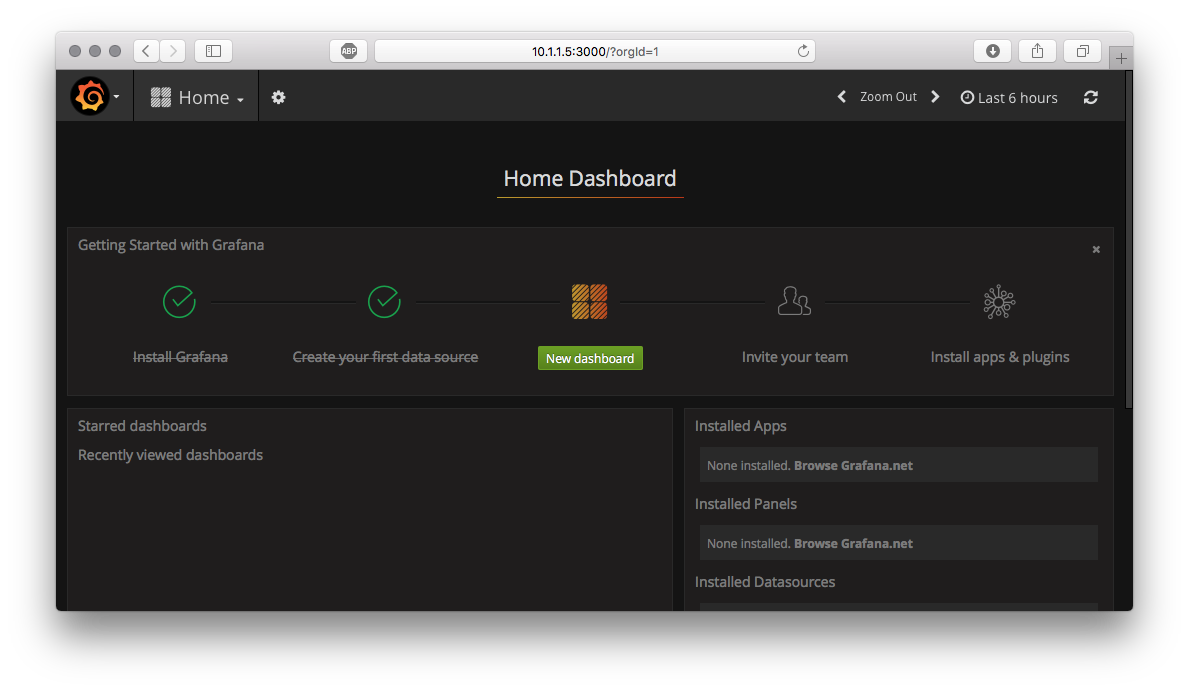 ABP
10.1.1.5:3000/?orgId=1
Home
Zoom Out
Last 6 hours
Home Dashboard
Getting Started with Grafana
Install Grafana
Create your first data source
New dashboard
Invite your team
Install apps & plugins
Starred dashboards
Recently viewed dashboards
Installed Apps
None installed. Browse Grafana.net
Installed Panels
None installed. Browse Grafana.net
Installed Datasources